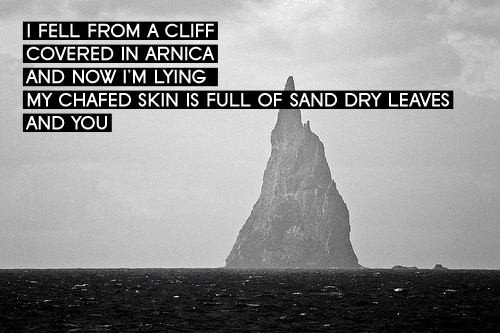 I FELL FROM A CLIFF
COVERED IN ARNICA
AND NOW I'M LYING
MY CHAFED SKIN IS FULL OF SAND DRY LEAVES
AND YOU